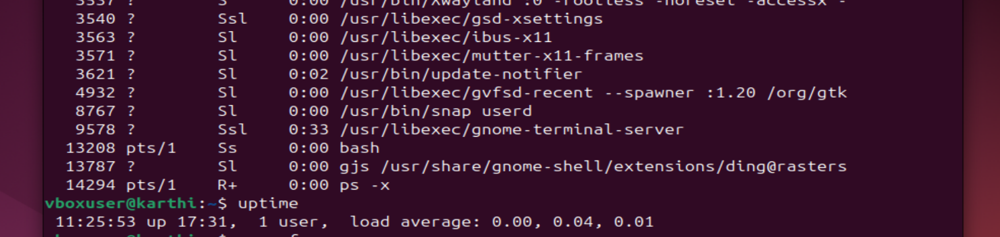 3537 ?        S      0:00 /usr/bin/Xwayland :0 -rootless -noreset -accessx -
3540 ?        Ssl    0:00 /usr/libexec/gsd-xsettings
3563 ?        Sl     0:00 /usr/libexec/ibus-x11
3571 ?        Sl     0:00 /usr/libexec/mutter-x11-frames
3621 ?        Sl     0:02 /usr/bin/update-notifier
4932 ?        Sl     0:00 /usr/libexec/gvfsd-recent --spawner :1.20 /org/gtk
8767 ?        Sl     0:00 /usr/bin/snap userd
9578 ?        Ssl    0:33 /usr/libexec/gnome-terminal-server
13208 pts/1    Ss     0:00 bash
13787 ?        Sl     0:00 gjs /usr/share/gnome-shell/extensions/ding@rasters
14294 pts/1    R+     0:00 ps -x
vboxuser@karthi:~$ uptime
11:25:53 up 17:31,  1 user,  load average: 0.00, 0.04, 0.01